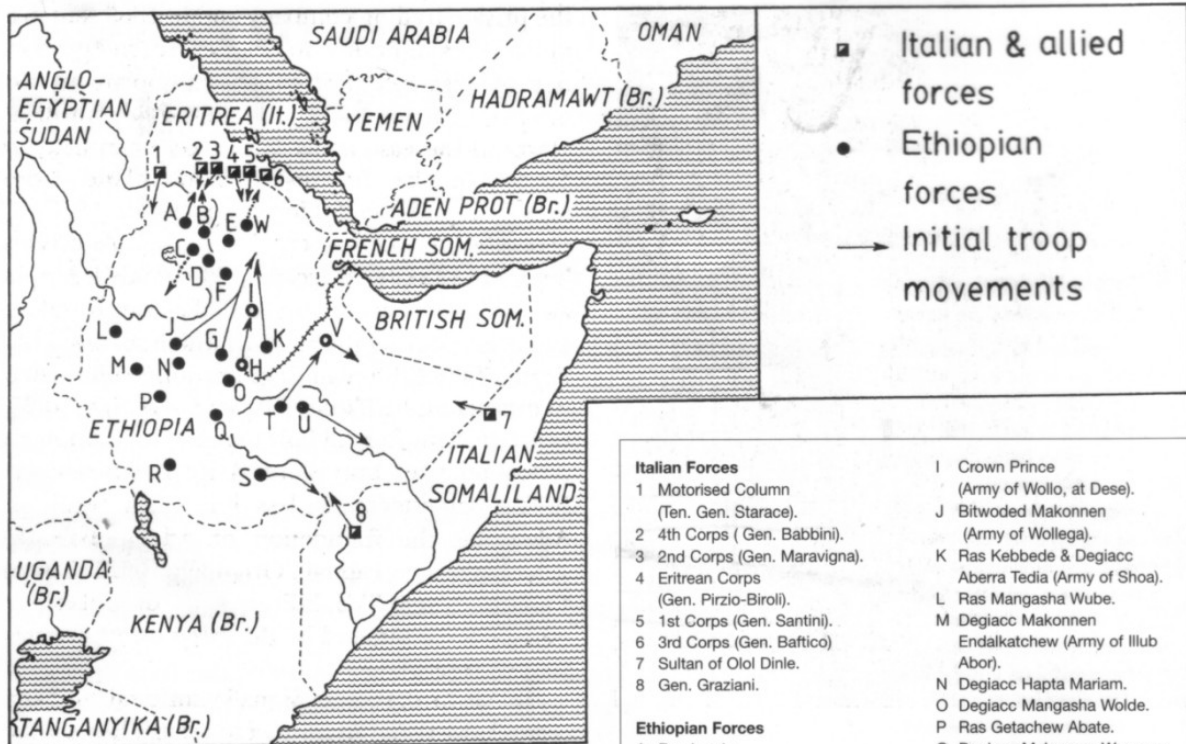 SAUDI ARABIA
OMAN
ANGLO-
EGYPTIAN
SUDAN
ERITREA (It.)
YEMEN
HADRAMAWT (Br.)
1
2
3
4
5
6
ADEN PROT (Br.)
A
B
E
W
C
D
F
FRENCH SOM.
I
L
J
G
K
V
BRITISH SOM.
M
N
H
O
P
ETHIOPIA
Q
T
U
7
ITALIAN
SOMALILAND
R
S
8
UGANDA
(Br.)
KENYA (Br.)
TANGANYIKA (Br.)
Italian & allied
forces
Ethiopian
forces
Initial troop
movements
Italian Forces
1 Motorised Column
(Ten. Gen. Starace).
2 4th Corps ( Gen. Babbini).
3 2nd Corps (Gen. Maravigna).
4 Eritrean Corps
(Gen. Pirzio-Biroli).
5 1st Corps (Gen. Santini).
6 3rd Corps (Gen. Baftico)
7 Sultan of Olol Dinle.
8 Gen. Graziani.
Ethiopian Forces
I Crown Prince
(Army of Wollo, at Dese).
J Bitwoded Makonnen
(Army of Wollega).
K Ras Kebbede & Degiacc
Aberra Tedia (Army of Shoa).
L Ras Mangasha Wube.
M Degiacc Makonnen
Endalkatchew (Army of Illub
Abor).
N Degiacc Hapta Mariam.
O Degiacc Mangasha Wolde.
P Ras Getachew Abate.